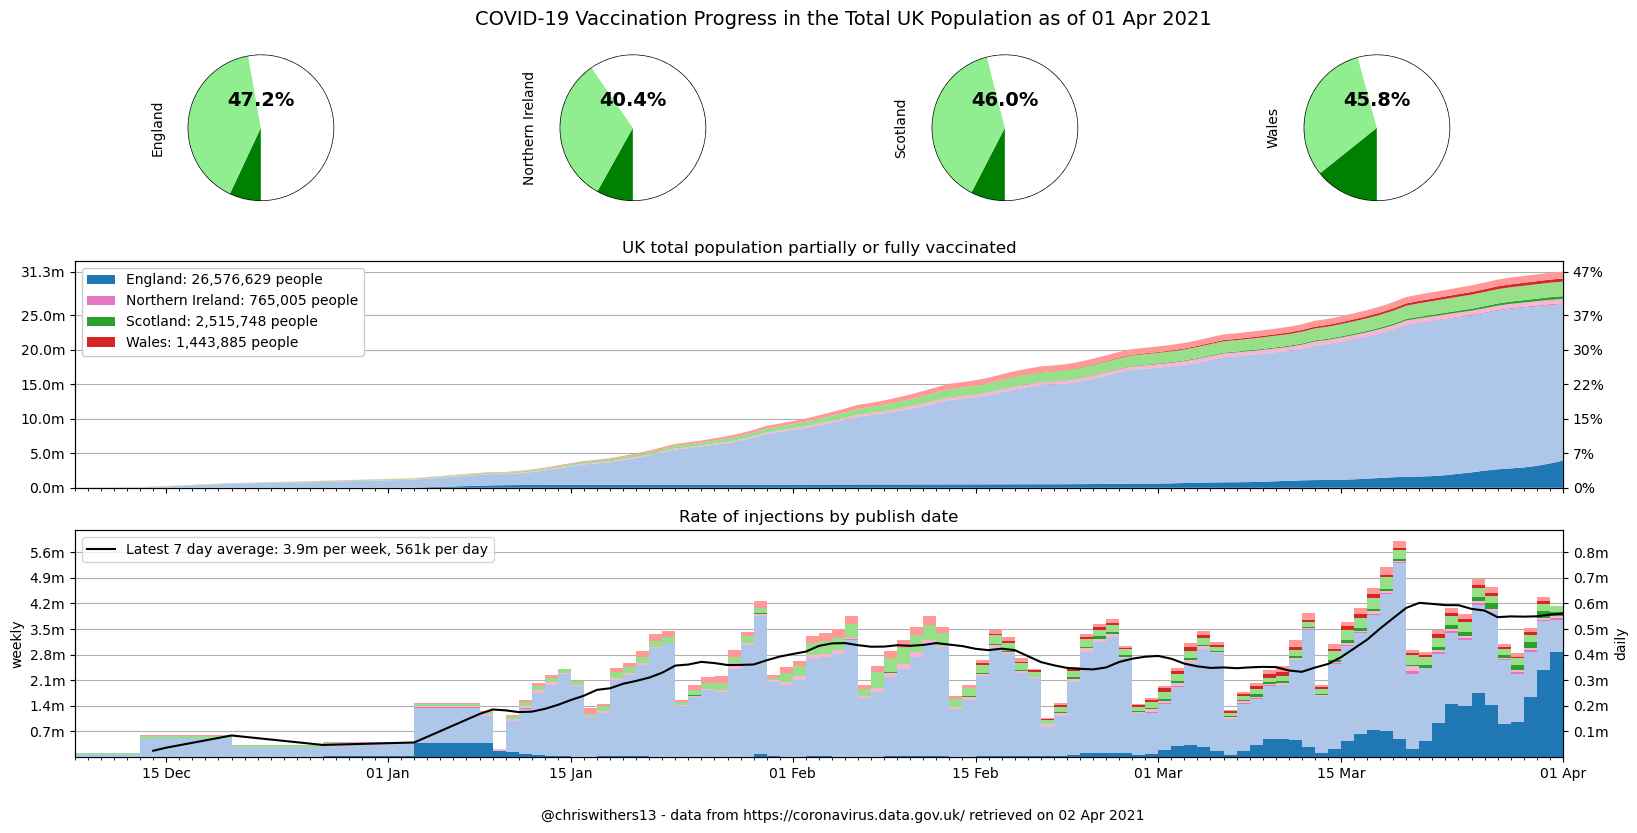 COVID-19 Vaccination Progress in the Total UK Population as of 01 Apr 2021
England
47.2%
Northern Ireland
40.4%
Scotland
46.0%
Wales
45.8%
UK total population partially or fully vaccinated
England: 26,576,629 people
Northern Ireland: 765,005 people
Scotland: 2,515,748 people
Wales: 1,443,885 people
31.3m
25.0m
20.0m
15.0m
10.0m
5.0m
0.0m
47%
37%
30%
22%
15%
7%
0%
Rate of injections by publish date
Latest 7 day average: 3.9m per week, 561k per day
weekly
5.6m
4.9m
4.2m
3.5m
2.8m
2.1m
1.4m
0.7m
0.8m
0.7m
0.6m
0.5m
0.4m
0.3m
0.2m
0.1m
daily
15 Dec
01 Jan
15 Jan
01 Feb
15 Feb
01 Mar
15 Mar
01 Apr
@chriswithers13 - data from https://coronavirus.data.gov.uk/ retrieved on 02 Apr 2021